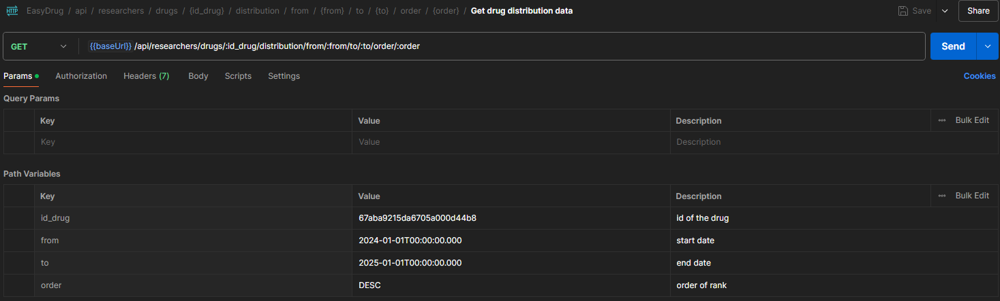 HTTP EasyDrug / api / researchers / drugs / {id_drug} / distribution / from / {from} / to / {to} / order / {order} / Get drug distribution data Save Share
GET {{baseUrl}} /api/researchers/drugs/:id_drug/distribution/from/:from/to/:to/order/:order Send
Params Authorization Headers (7) Body Scripts Settings Cookies
Query Params
Key Value Description Bulk Edit
Key Value Description
Path Variables
Key Value Description Bulk Edit
id_drug 67aba9215da6705a000d44b8 id of the drug
from 2024-01-01T00:00:00.000 start date
to 2025-01-01T00:00:00.000 end date
order DESC order of rank